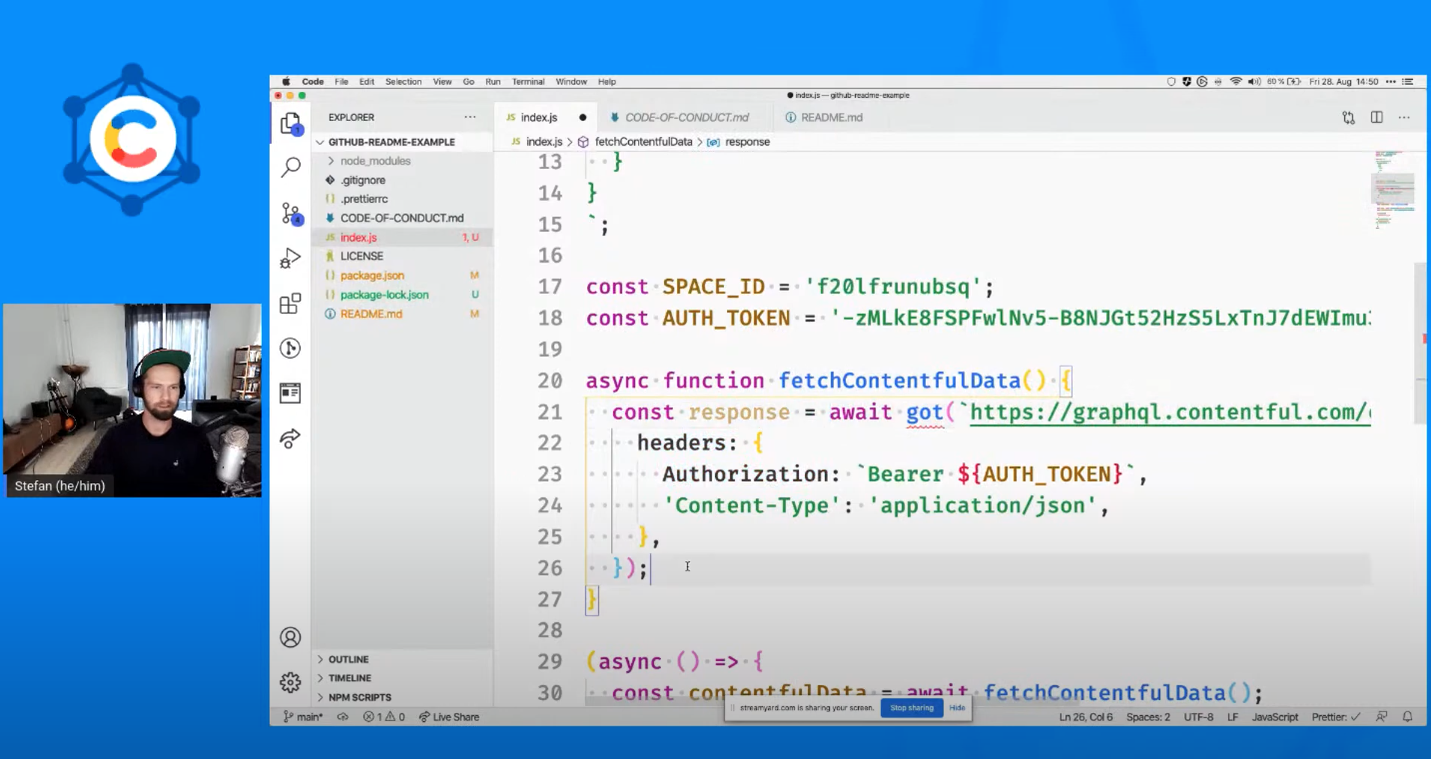 Code File Edit Selection View Go Run Terminal Window Help
60 % Fri 28. Aug 14:50
index.js — github-readme-example
EXPLORER
GITHUB-README-EXAMPLE
node_modules
.gitignore
.prettierrc
CODE-OF-CONDUCT.md
JS index.js 1, U
LICENSE
package.json M
package-lock.json U
README.md M
OUTLINE
TIMELINE
NPM SCRIPTS
JS index.js CODE-OF-CONDUCT.md README.md
JS index.js > fetchContentfulData > response
13 }
14 }
15 `;
16
17 const SPACE_ID = 'f20lfrunubsq';
18 const AUTH_TOKEN = '-zMLkE8FSPFwlNv5-B8NJGt52HzS5LxTnJ7dEWImu
19
20 async function fetchContentfulData() {
21 const response = await got(`https://graphql.contentful.com/
22 headers: {
23 Authorization: `Bearer ${AUTH_TOKEN}`,
24 'Content-Type': 'application/json',
25 },
26 });
27 }
28
29 (async () => {
30 const contentfulData = await fetchContentfulData();
streamyard.com is sharing your screen. Stop sharing Hide
main* 1 0 Live Share Ln 26, Col 6 Spaces: 2 UTF-8 LF JavaScript Prettier: ✓
Stefan (he/him)